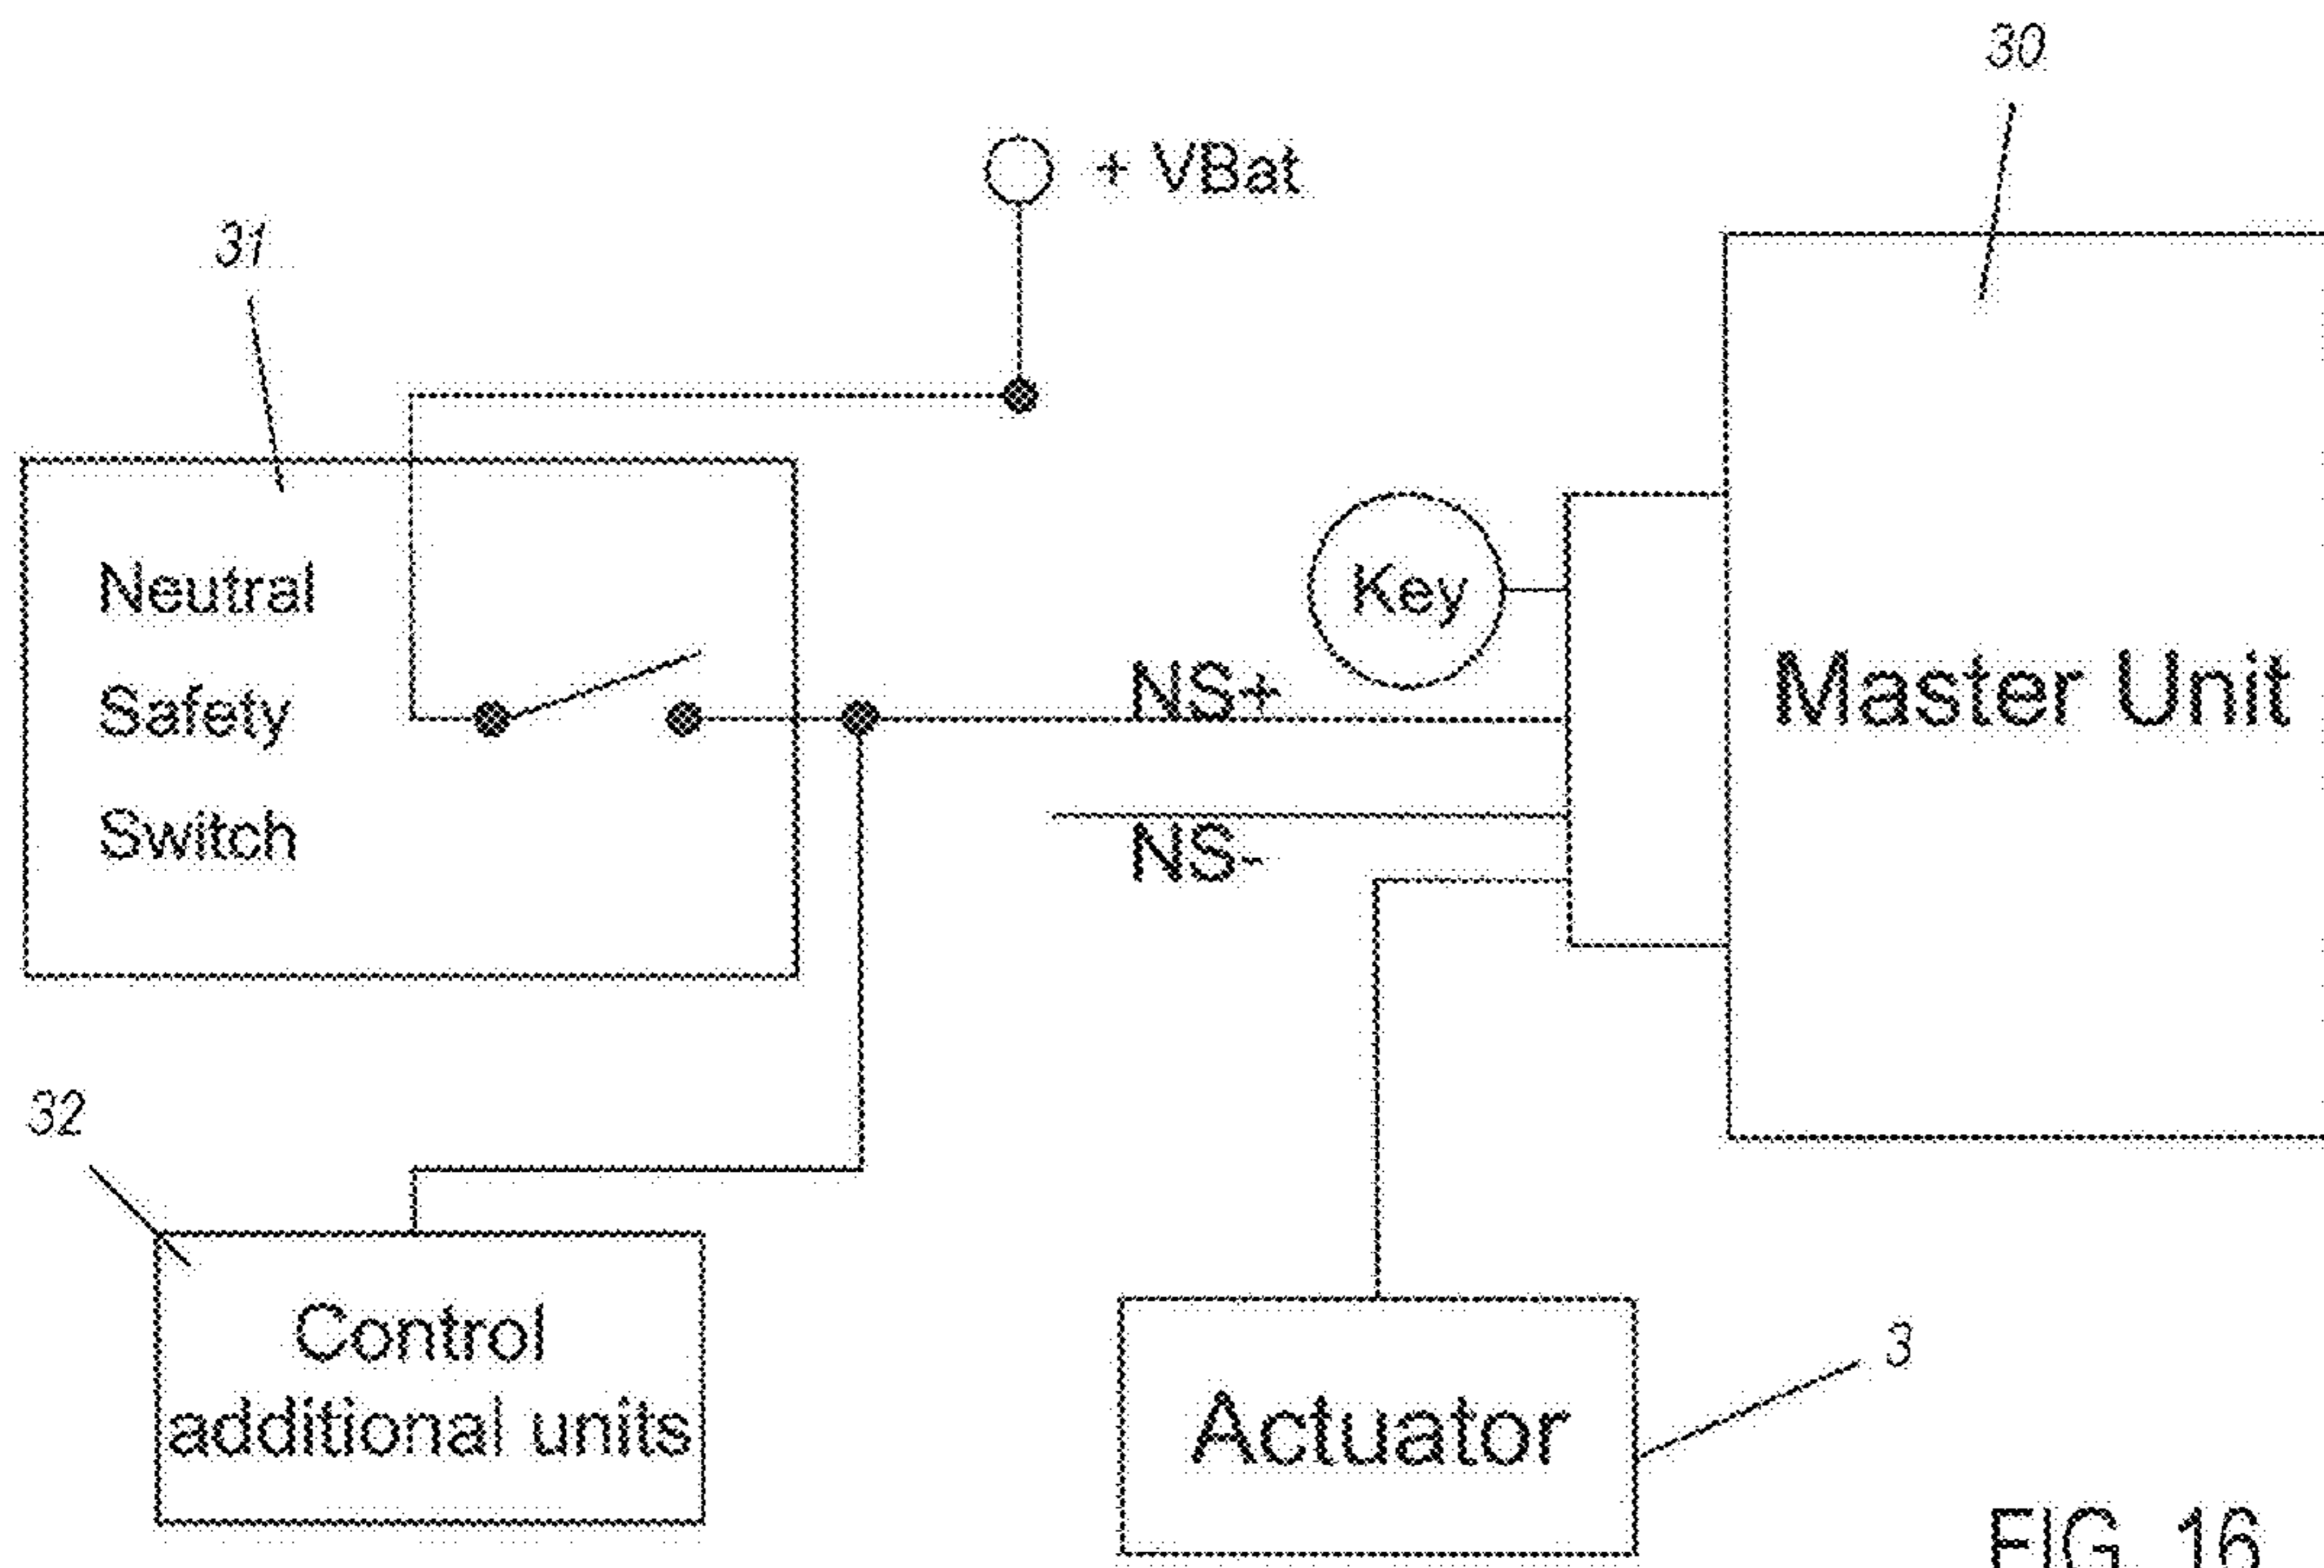 30
+ VBat
31
Key
Neutral
Safety
Switch
NS+
Master Unit
NS-
32
Control
additional units
Actuator
3
FIG. 16